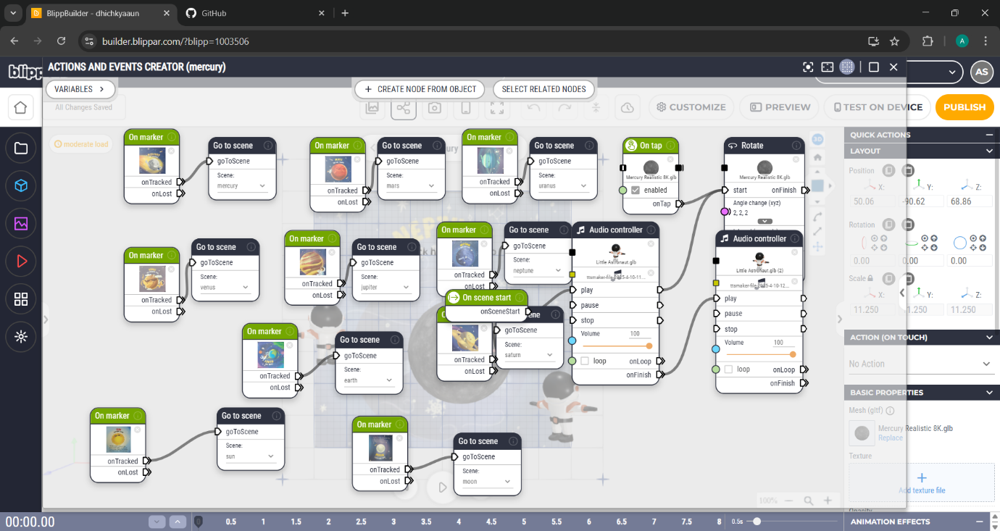 BlippBuilder - dhichkyaaun
GitHub
builder.blippar.com/?blipp=1003506
A
blipp
ACTIONS AND EVENTS CREATOR (mercury)
AS
VARIABLES
CREATE NODE FROM OBJECT
SELECT RELATED NODES
All Changes Saved
CUSTOMIZE
PREVIEW
TEST ON DEVICE
PUBLISH
moderate load
On marker
onTracked
onLost
Go to scene
goToScene
Scene:
mercury
On marker
onTracked
onLost
Go to scene
goToScene
Scene:
mars
On marker
onTracked
onLost
Go to scene
goToScene
Scene:
uranus
On tap
Mercury Realistic 8K.glb
enabled
onTap
Rotate
Mercury Realistic 8K.glb
start
onFinish
Angle change (xyz)
2, 2, 2
On marker
onTracked
onLost
Go to scene
goToScene
Scene:
venus
On marker
onTracked
onLost
Go to scene
goToScene
Scene:
jupiter
On marker
onTracked
onLost
Go to scene
goToScene
Scene:
neptune
On scene start
onSceneStart
onTracked
onLost
ene
goToScene
Scene:
saturn
Audio controller
Little Astronaut.glb
ttsmaker-file-2025-4-10-11...
play
pause
stop
Volume
100
loop
onLoop
onFinish
Audio controller
Little Astronaut.glb (2)
ttsmaker-file-2025-4-10-12...
play
pause
stop
Volume
100
loop
onLoop
onFinish
On marker
onTracked
onLost
Go to scene
goToScene
Scene:
earth
On marker
onTracked
onLost
Go to scene
goToScene
Scene:
sun
On marker
onTracked
onLost
Go to scene
goToScene
Scene:
moon
3D
100%
QUICK ACTIONS
LAYOUT
Position
X:
Y:
Z:
50.06
-90.62
68.86
Rotation
0.00
0.00
0.00
Scale
X:
Y:
Z:
11.250
11.250
11.250
ACTION (ON TOUCH)
No Action
BASIC PROPERTIES
Mesh (gltf)
Mercury Realistic 8K.glb
Replace
Texture
Add texture file
Opacity
00:00.00
0.5
1
1.5
2
2.5
3
3.5
4
4.5
5
5.5
6
6.5
7
7.5
8
0.5s
ANIMATION EFFECTS